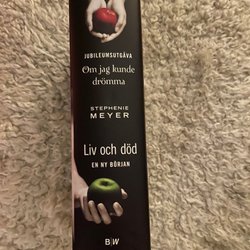 JUBILEUMSUTGÅVA
Om jag kunde
drömma
STEPHENIE
MEYER
Liv och död
EN NY BÖRJAN
B|W